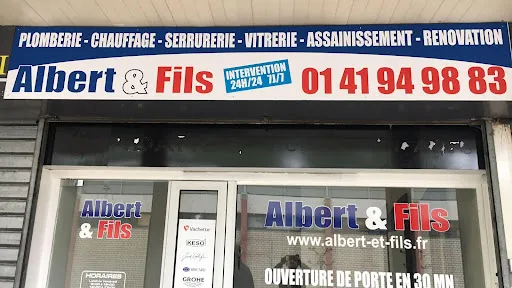 PLOMBERIE - CHAUFFAGE - SERRURERIE - VITRERIE - ASSAINISSEMENT - RENOVATION
Albert & Fils INTERVENTION 24H/24 7J/7 01 41 94 98 83
Albert & Fils
www.albert-et-fils.fr
OUVERTURE DE PORTE EN 30 MN
Albert
& Fils
HORAIRES
Vachette
KESO
GROHE